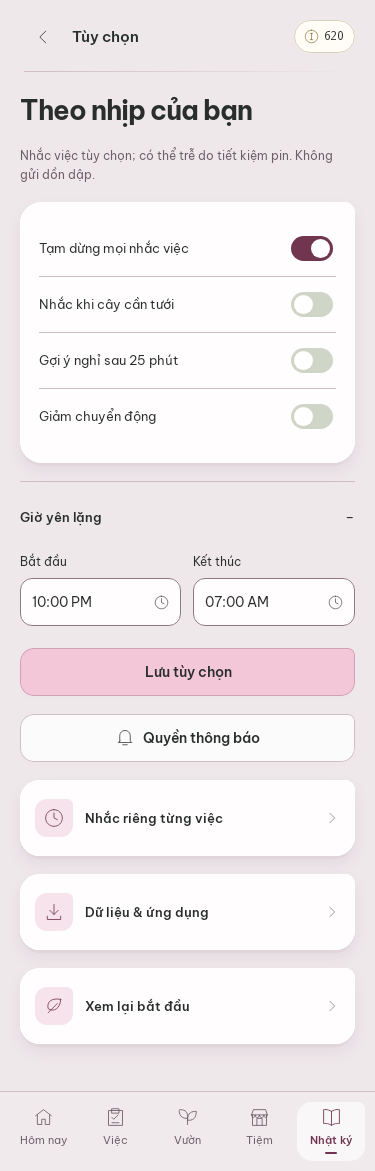 Tùy chọn
620
Theo nhịp của bạn
Nhắc việc tùy chọn; có thể trễ do tiết kiệm pin. Không
gửi dồn dập.
Tạm dừng mọi nhắc việc
Nhắc khi cây cần tưới
Gợi ý nghỉ sau 25 phút
Giảm chuyển động
Giờ yên lặng –
Bắt đầu Kết thúc
10:00 PM 07:00 AM
Lưu tùy chọn
Quyền thông báo
Nhắc riêng từng việc
Dữ liệu & ứng dụng
Xem lại bắt đầu
Hôm nay Việc Vườn Tiệm Nhật ký